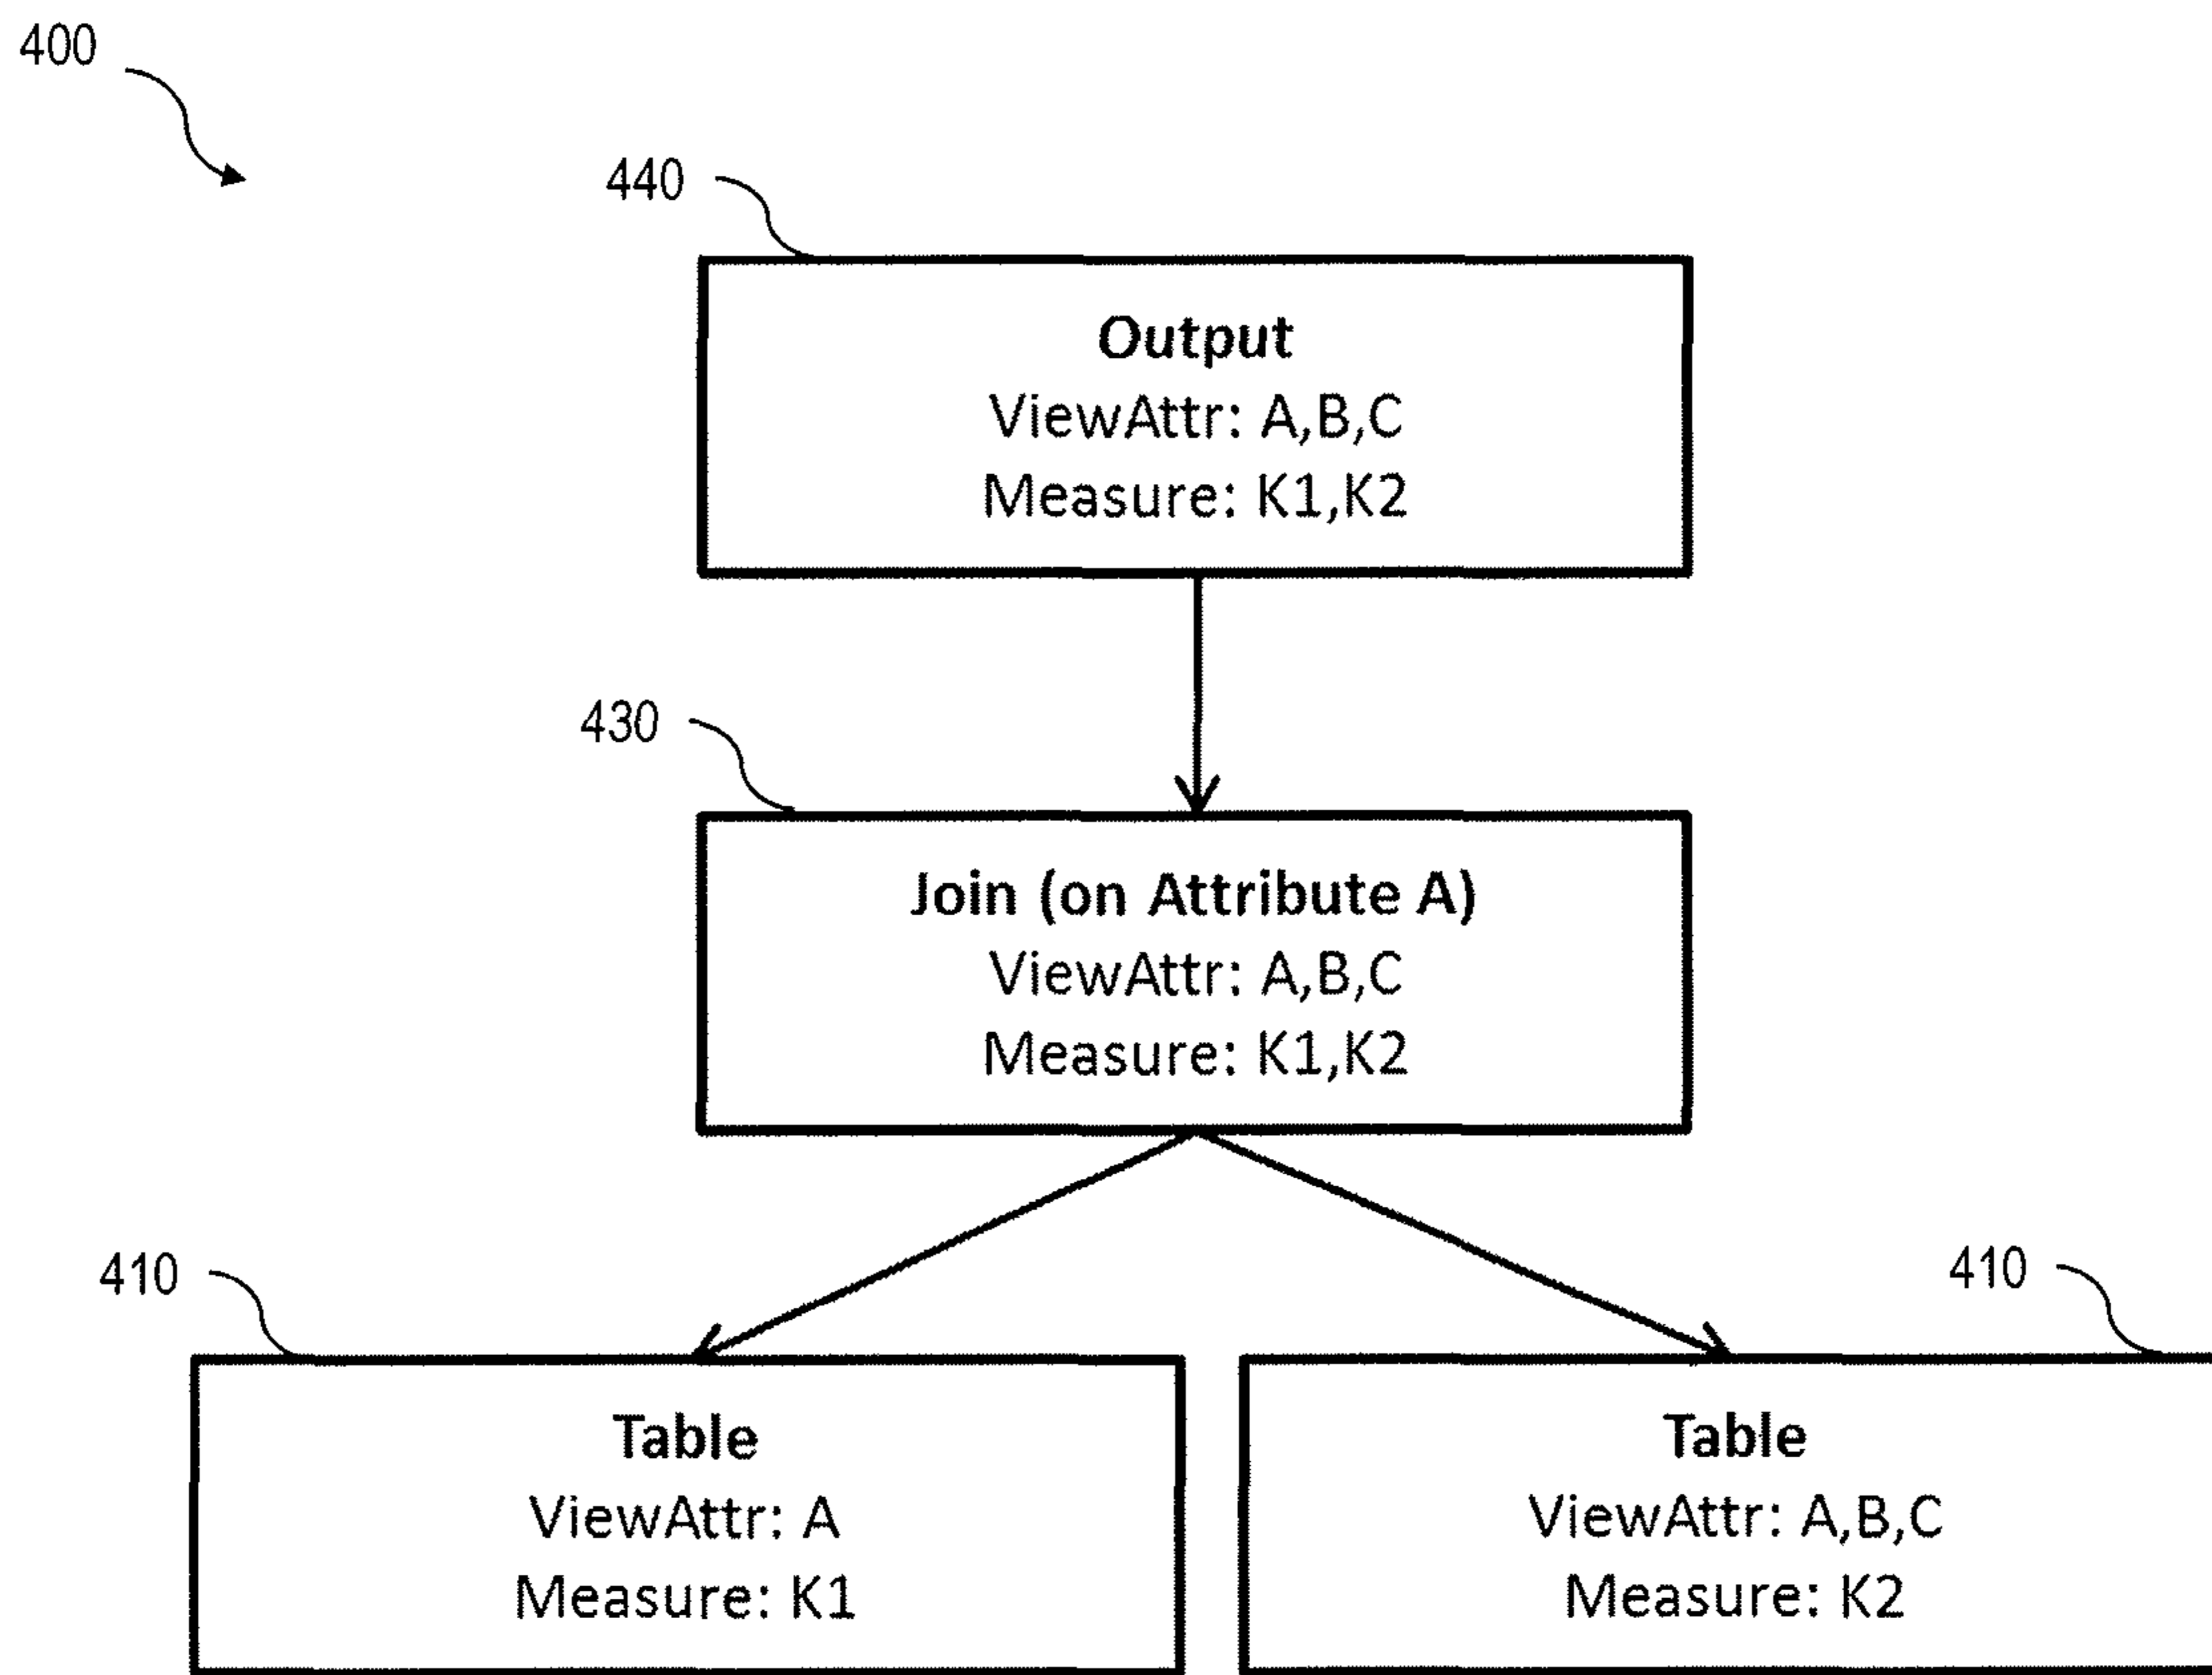 400
440
Output
ViewAttr: A,B,C
Measure: K1,K2
430
Join (on Attribute A)
ViewAttr: A,B,C
Measure: K1,K2
410
410
Table
ViewAttr: A
Measure: K1
Table
ViewAttr: A,B,C
Measure: K2